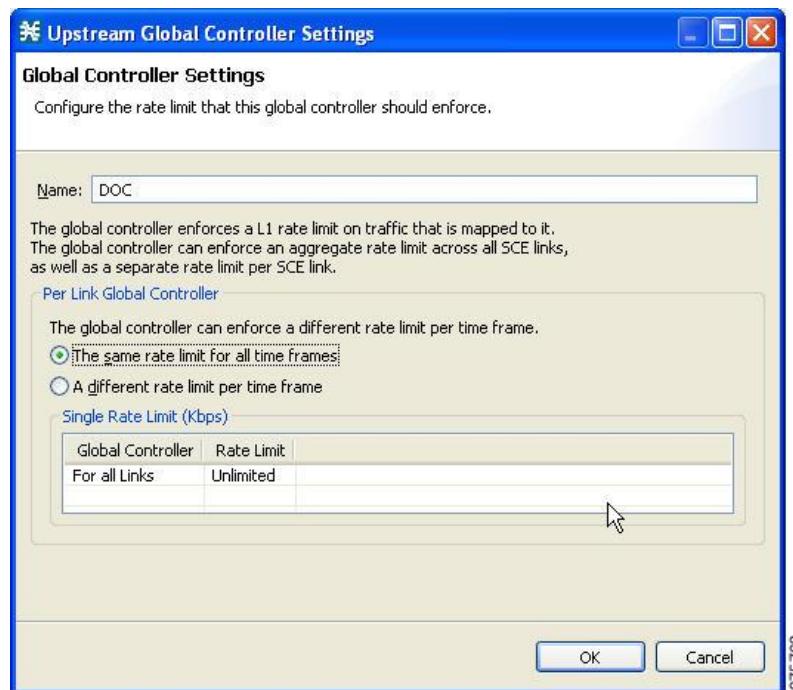 Upstream Global Controller Settings
Global Controller Settings
Configure the rate limit that this global controller should enforce.
Name: DOC
The global controller enforces a L1 rate limit on traffic that is mapped to it.
The global controller can enforce an aggregate rate limit across all SCE links,
as well as a separate rate limit per SCE link.
Per Link Global Controller
The global controller can enforce a different rate limit per time frame.
The same rate limit for all time frames
A different rate limit per time frame
Single Rate Limit (Kbps)
Global Controller Rate Limit
For all Links Unlimited
OK Cancel